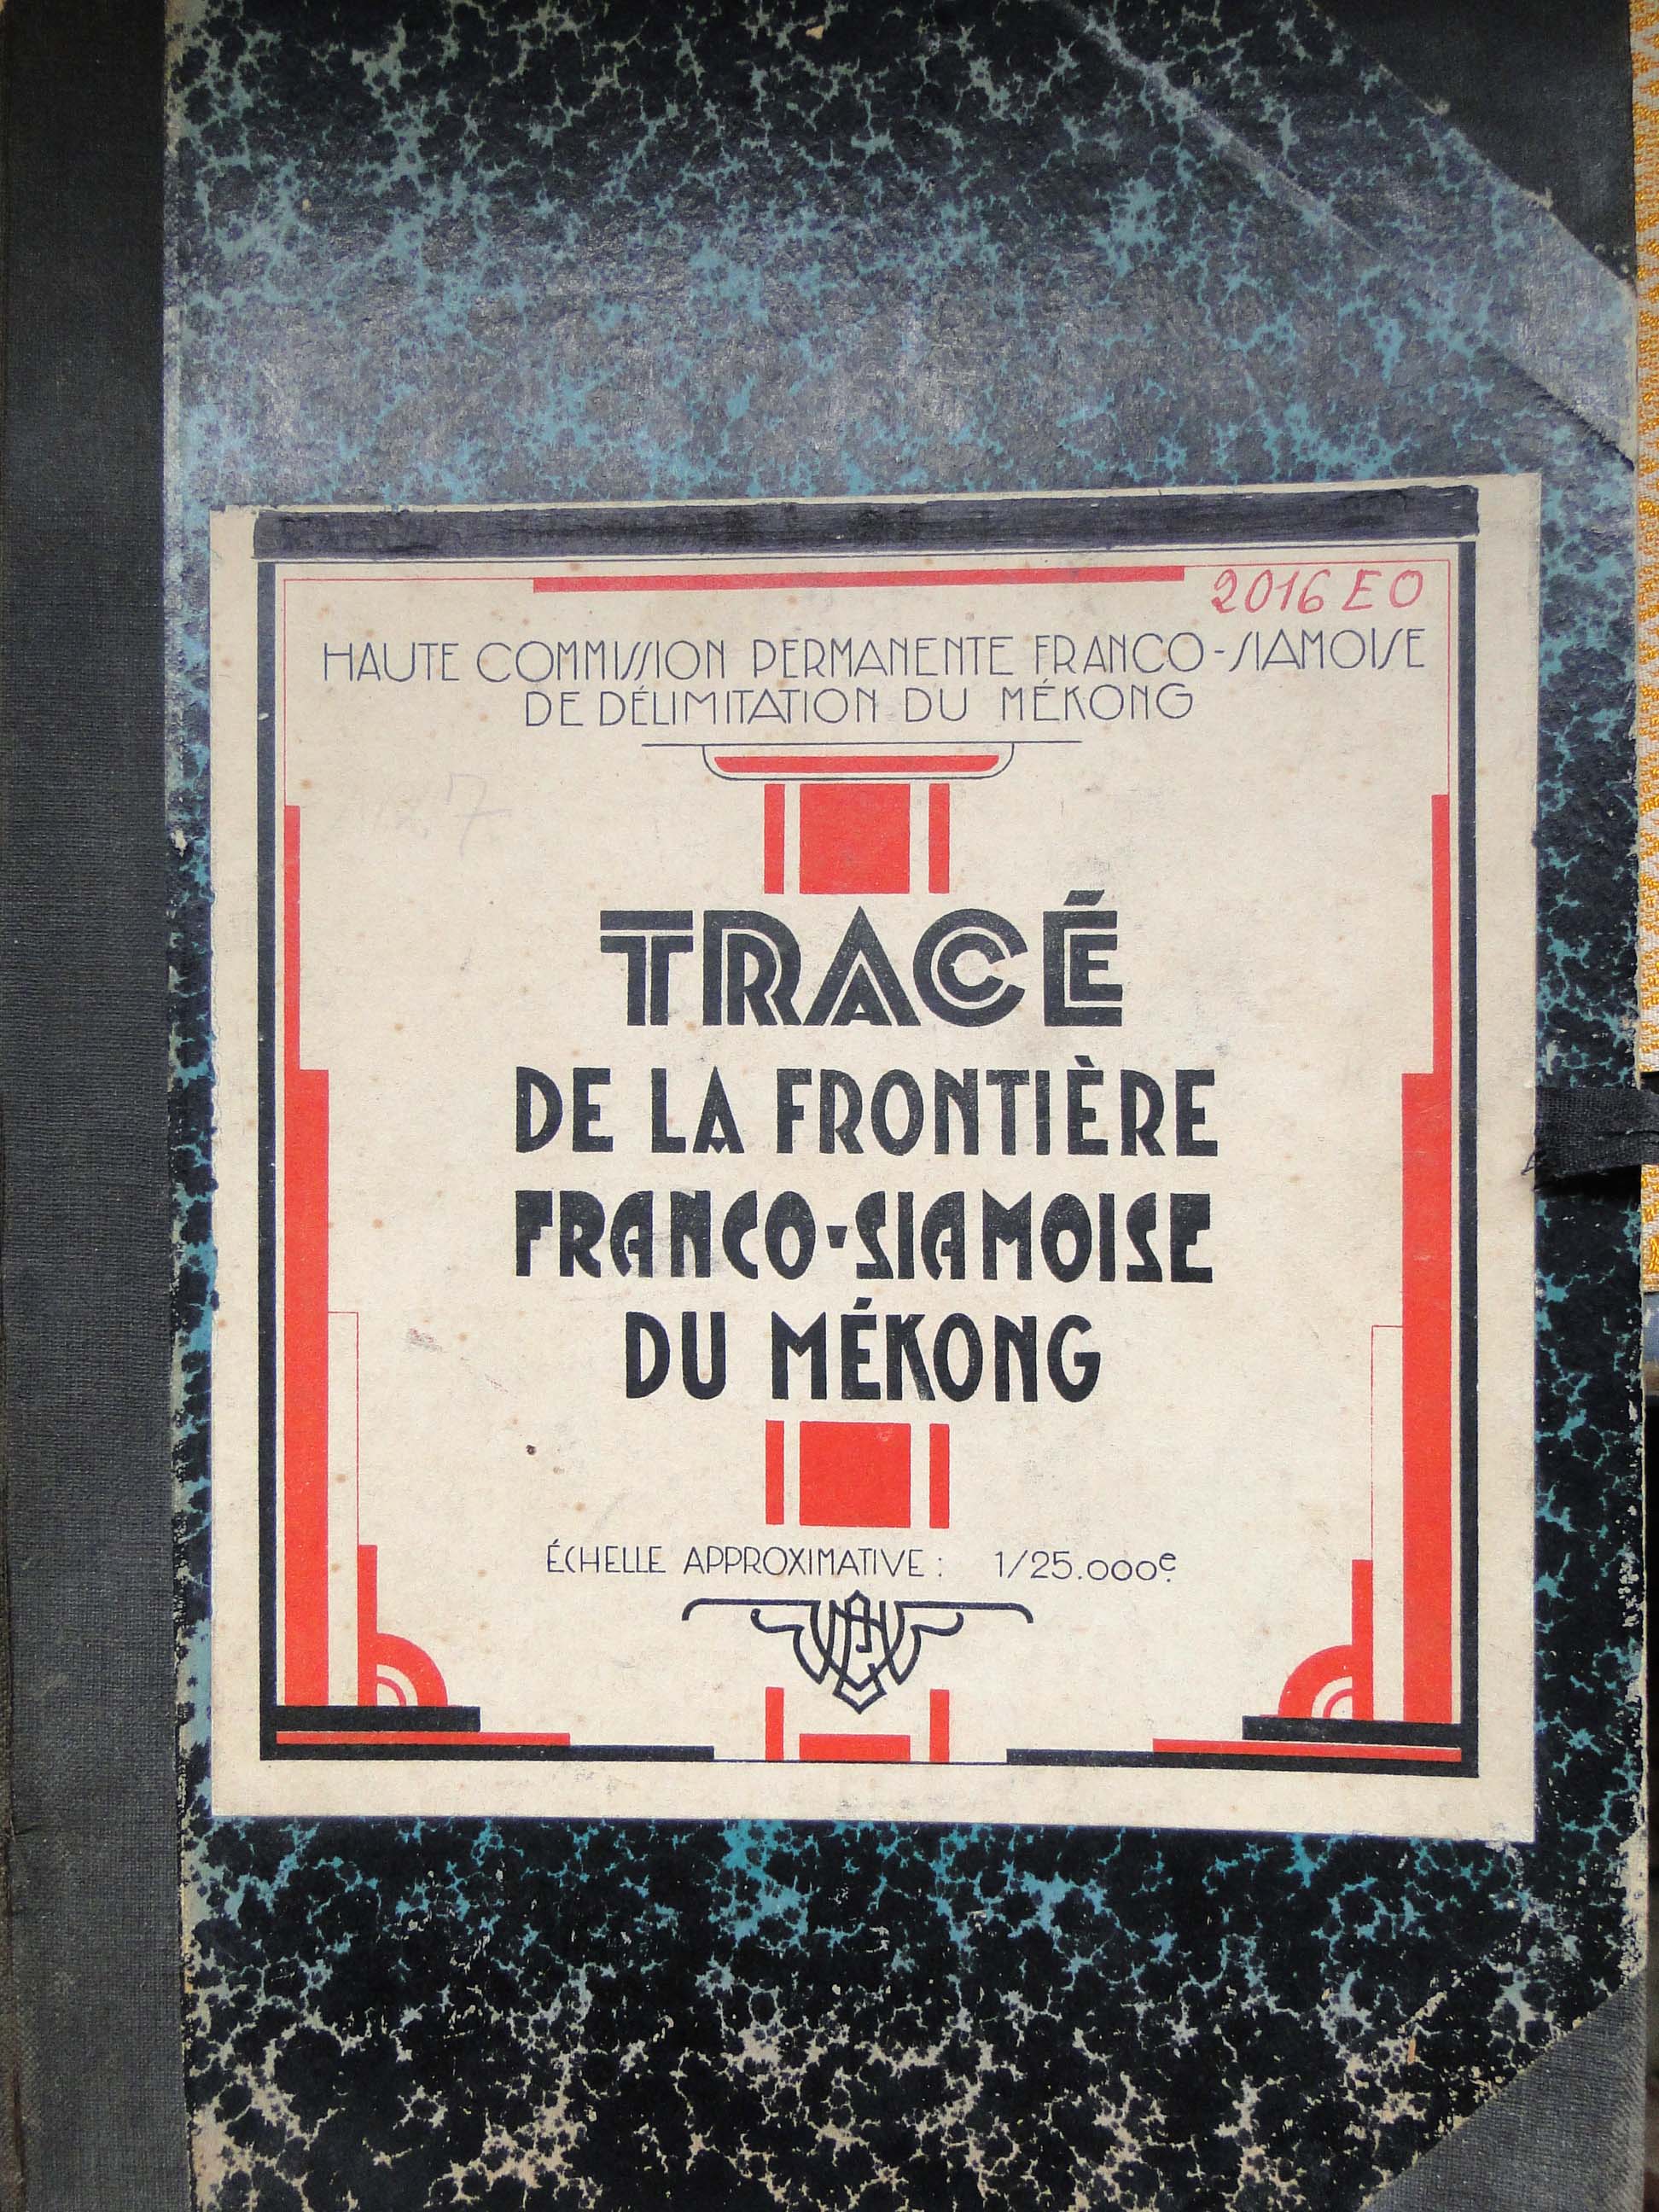 2016 EO
HAUTE COMMISSION PERMANENTE FRANCO-SIAMOISE
DE DÉLIMITATION DU MÉKONG
TRACÉ
DE LA FRONTIÈRE
FRANCO-SIAMOISE
DU MÉKONG
ÉCHELLE APPROXIMATIVE : 1/25.000e